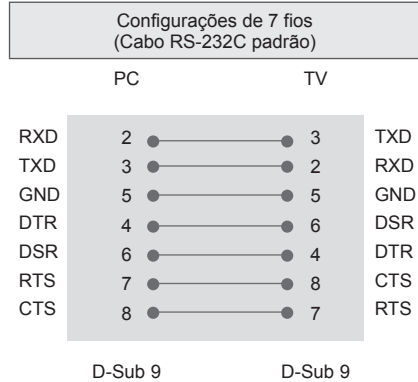 Configurações de 7 fios
(Cabo RS-232C padrão)
PC TV
RXD 2 3 TXD
TXD 3 2 RXD
GND 5 5 GND
DTR 4 6 DSR
DSR 6 4 DTR
RTS 7 8 CTS
CTS 8 7 RTS
D-Sub 9 D-Sub 9